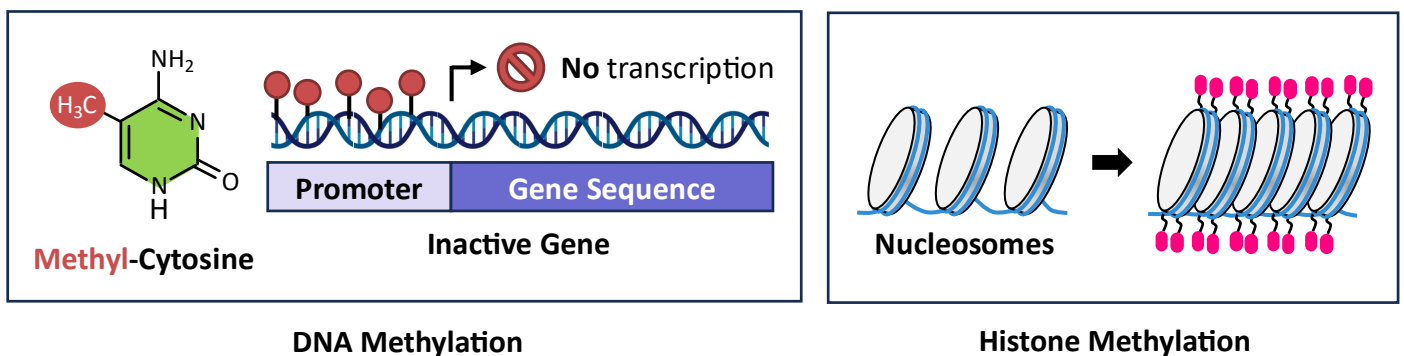 NH₂
H₃C
N
N
H
O
Methyl-Cytosine
No transcription
Promoter
Gene Sequence
Inactive Gene
DNA Methylation
Nucleosomes
Histone Methylation